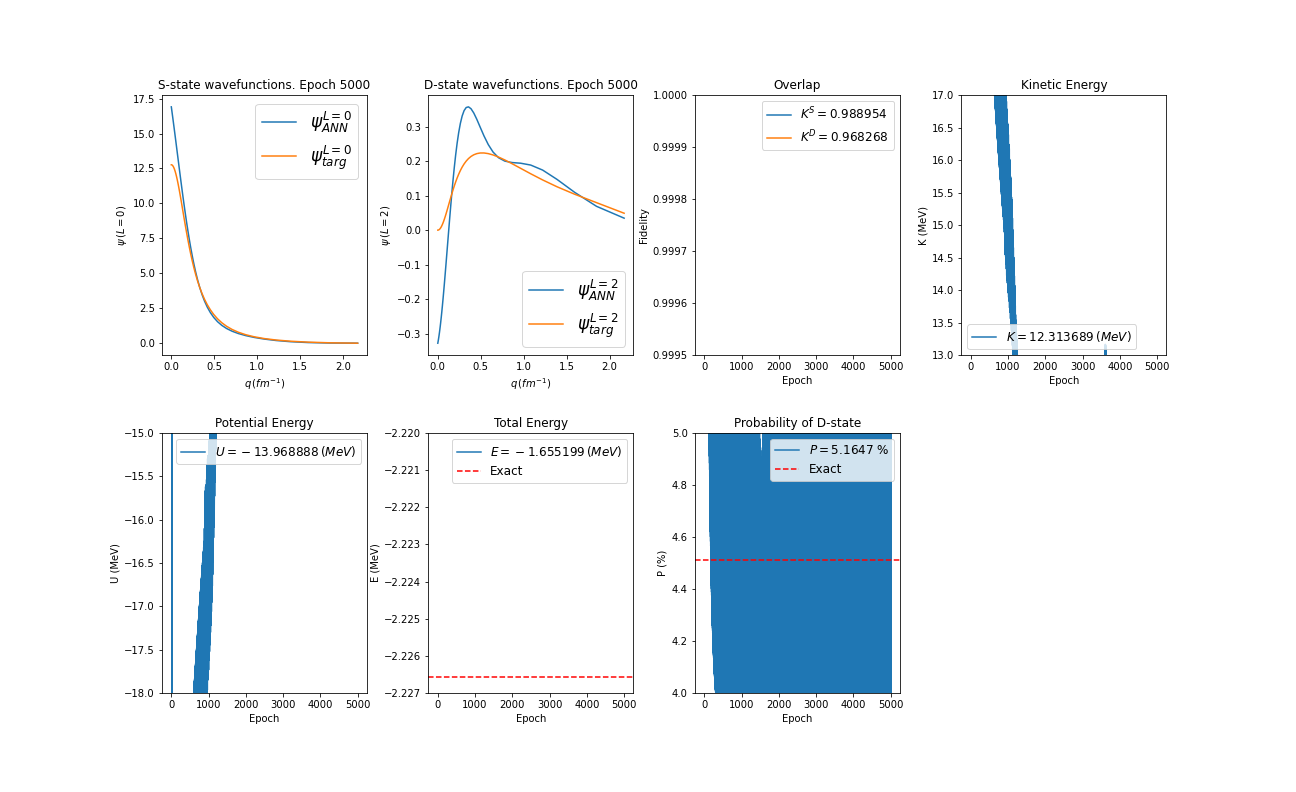 S-state wavefunctions. Epoch 5000
17.5
15.0
12.5
10.0
7.5
5.0
2.5
0.0
ψ(L = 0)
0.0 0.5 1.0 1.5 2.0
q(fm⁻¹)
ψ_{ANN}^{L=0}
ψ_{targ}^{L=0}
D-state wavefunctions. Epoch 5000
0.3
0.2
0.1
0.0
−0.1
−0.2
−0.3
ψ(L = 2)
0.0 0.5 1.0 1.5 2.0
q(fm⁻¹)
ψ_{ANN}^{L=2}
ψ_{targ}^{L=2}
Overlap
1.0000
0.9999
0.9998
0.9997
0.9996
0.9995
Fidelity
0 1000 2000 3000 4000 5000
Epoch
K^S = 0.988954
K^D = 0.968268
Kinetic Energy
17.0
16.5
16.0
15.5
15.0
14.5
14.0
13.5
13.0
K (MeV)
0 1000 2000 3000 4000 5000
Epoch
K = 12.313689 (MeV)
Potential Energy
−15.0
−15.5
−16.0
−16.5
−17.0
−17.5
−18.0
U (MeV)
0 1000 2000 3000 4000 5000
Epoch
U = − 13.968888 (MeV)
Total Energy
−2.220
−2.221
−2.222
−2.223
−2.224
−2.225
−2.226
−2.227
E (MeV)
0 1000 2000 3000 4000 5000
Epoch
E = − 1.655199 (MeV)
Exact
Probability of D-state
5.0
4.8
4.6
4.4
4.2
4.0
P (%)
0 1000 2000 3000 4000 5000
Epoch
P = 5.1647 %
Exact